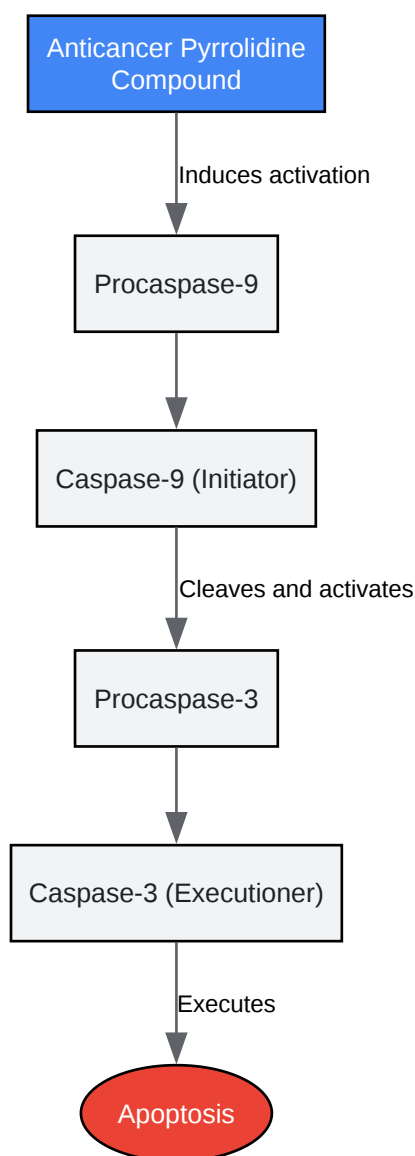 Anticancer Pyrrolidine
Compound
Induces activation
Procaspase-9
Caspase-9 (Initiator)
Cleaves and activates
Procaspase-3
Caspase-3 (Executioner)
Executes
Apoptosis